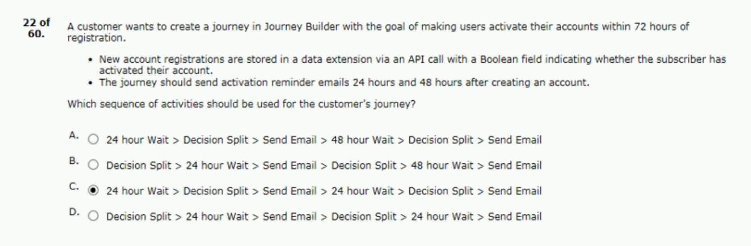 22 of 60.
A customer wants to create a journey in Journey Builder with the goal of making users activate their accounts within 72 hours of
registration.
• New account registrations are stored in a data extension via an API call with a Boolean field indicating whether the subscriber has
activated their account.
• The journey should send activation reminder emails 24 hours and 48 hours after creating an account.
Which sequence of activities should be used for the customer's journey?
A. 24 hour Wait > Decision Split > Send Email > 48 hour Wait > Decision Split > Send Email
B. Decision Split > 24 hour Wait > Send Email > Decision Split > 48 hour Wait > Send Email
C. 24 hour Wait > Decision Split > Send Email > 24 hour Wait > Decision Split > Send Email
D. Decision Split > 24 hour Wait > Send Email > Decision Split > 24 hour Wait > Send Email